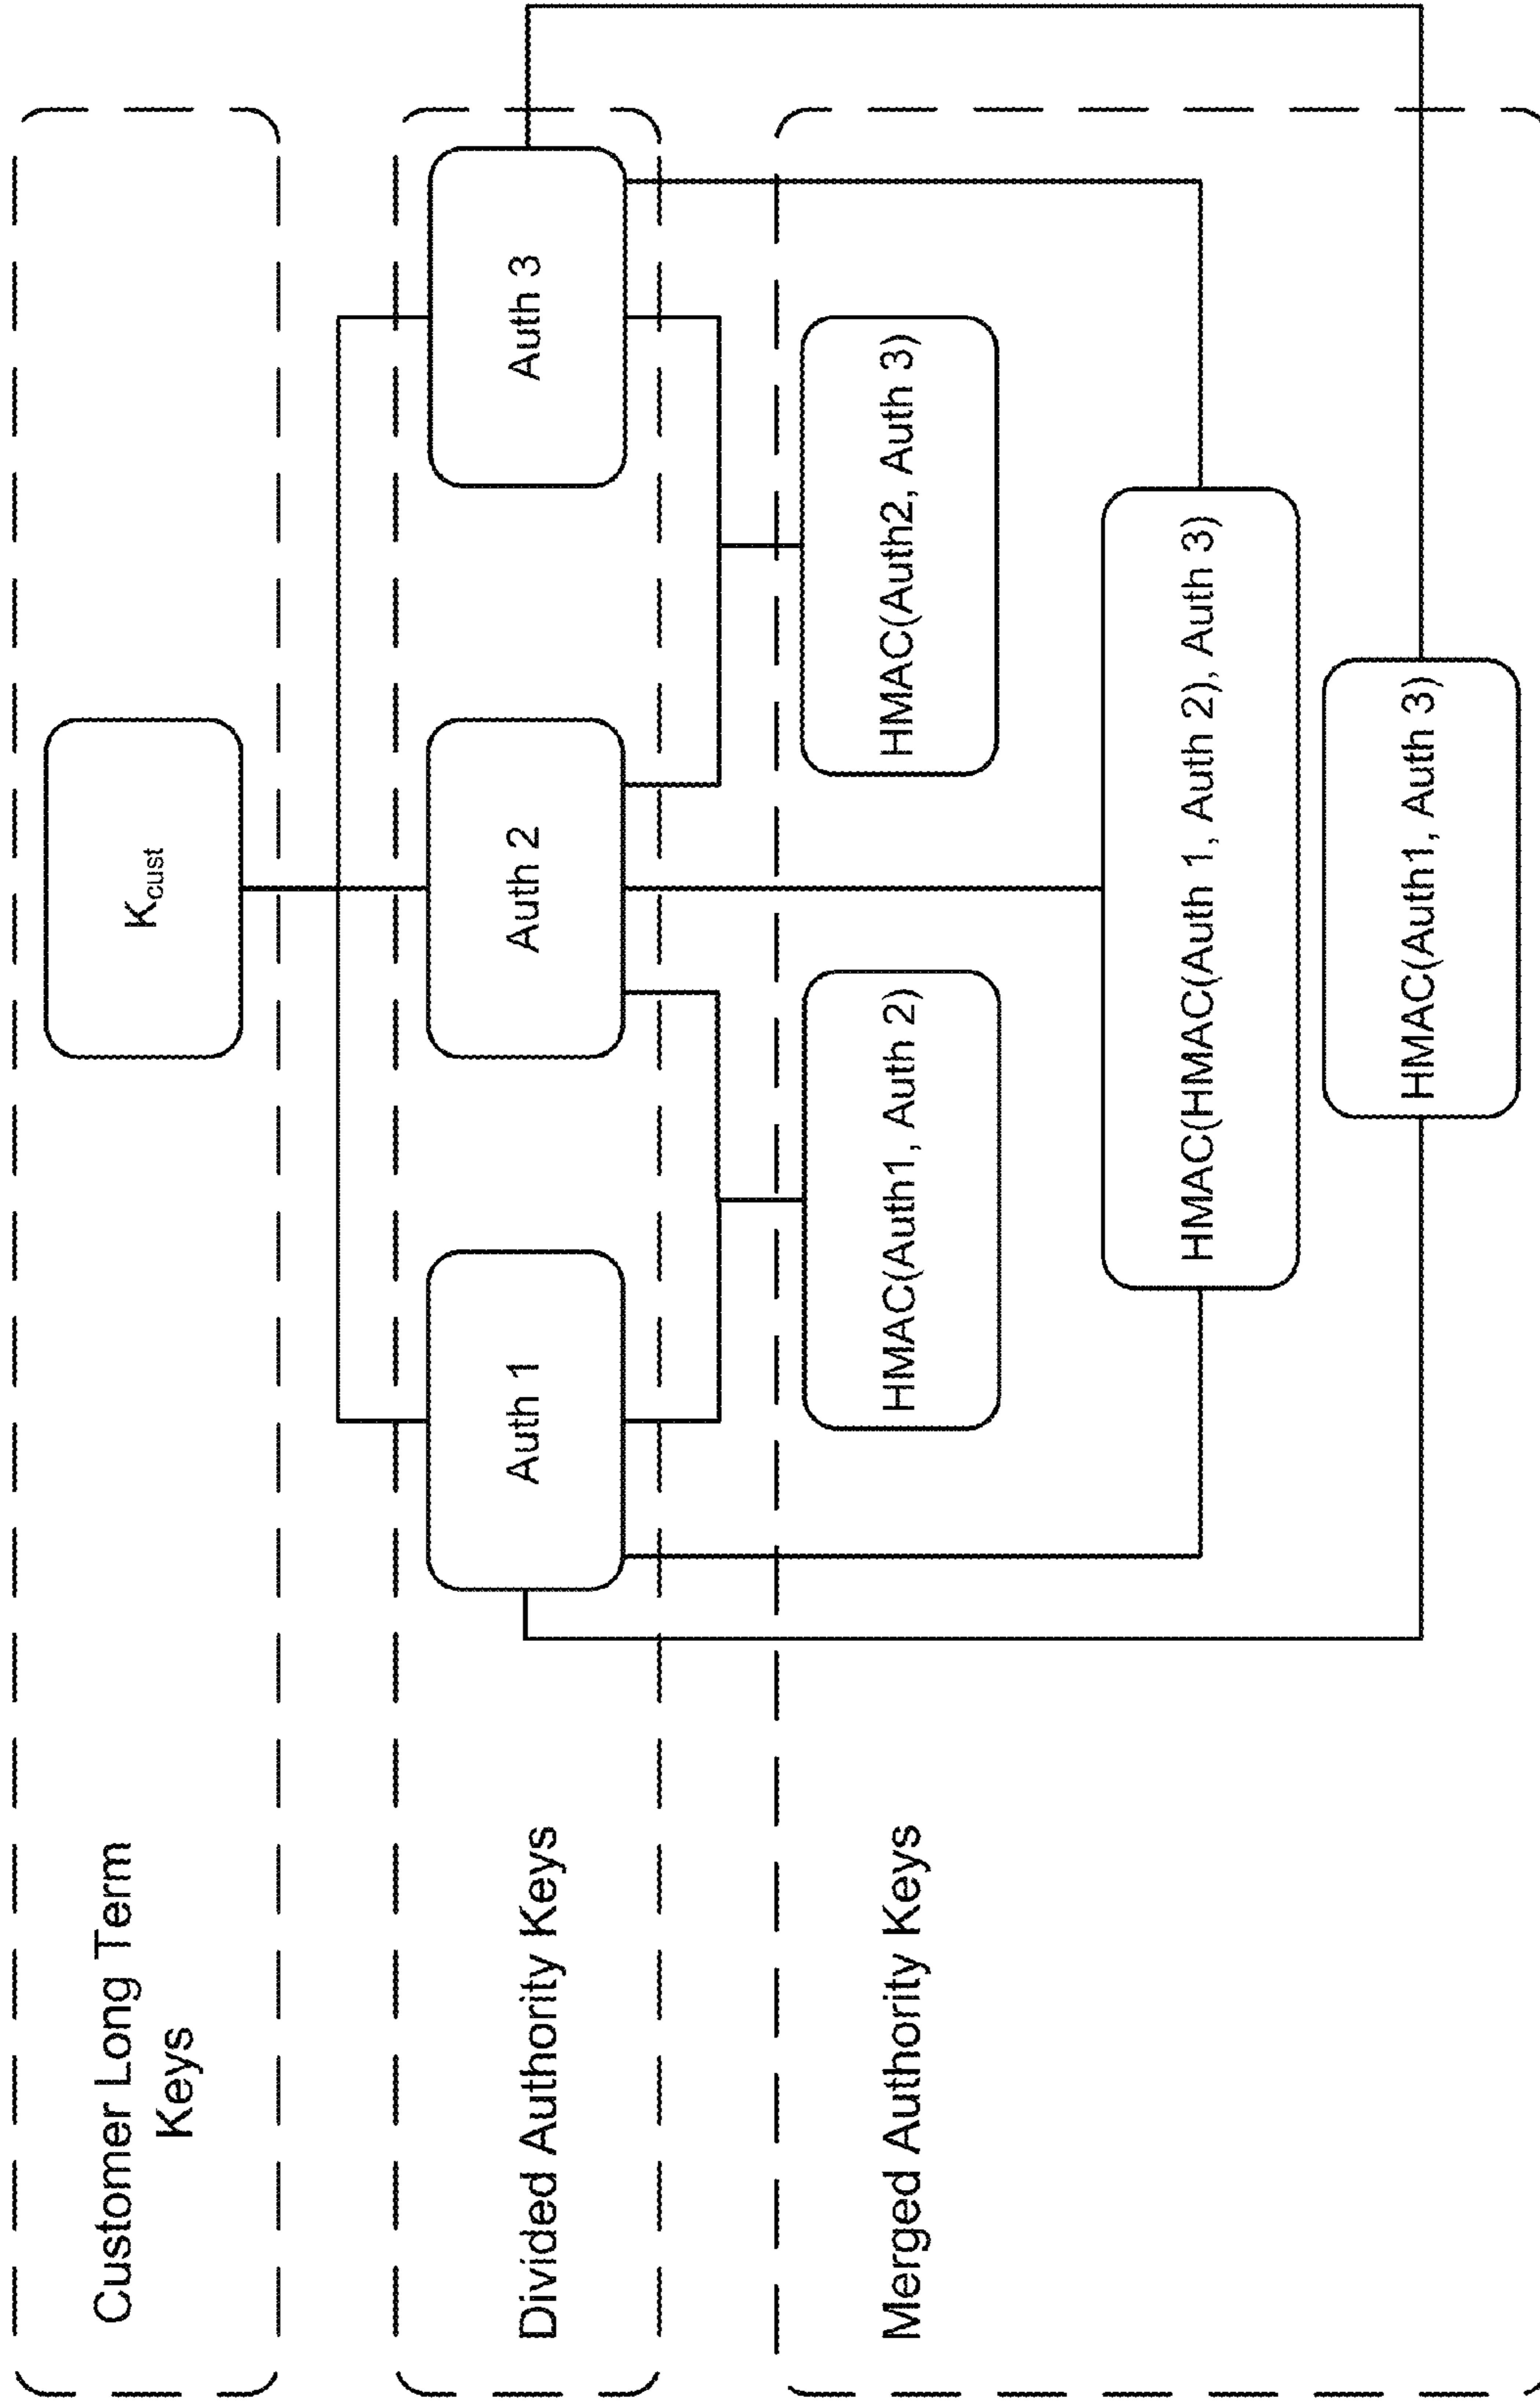 Customer Long Term
Keys
Kcust
Divided Authority Keys
Auth 1
Auth 2
Auth 3
Merged Authority Keys
HMAC(Auth1, Auth 2)
HMAC(Auth2, Auth 3)
HMAC(HMAC(Auth 1, Auth 2), Auth 3)
HMAC(Auth1, Auth 3)